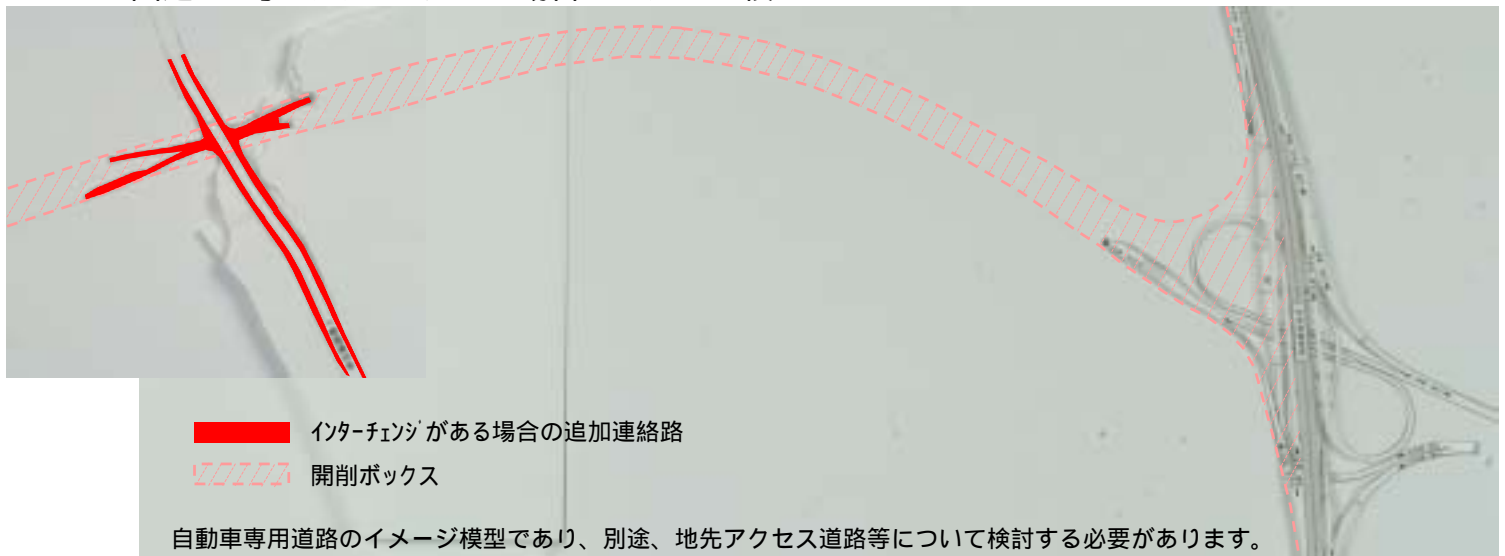 インターチェンジがある場合の追加連絡路
開削ボックス
自動車専用道路のイメージ模型であり、別途、地先アクセス道路等について検討する必要があります。